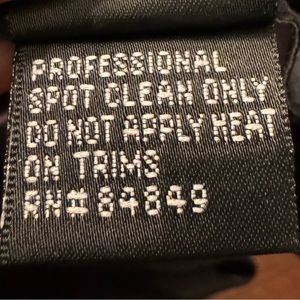 PROFESSIONAL
SPOT CLEAN ONLY
DO NOT APPLY HEAT
ON TRIMS
RN# 84849